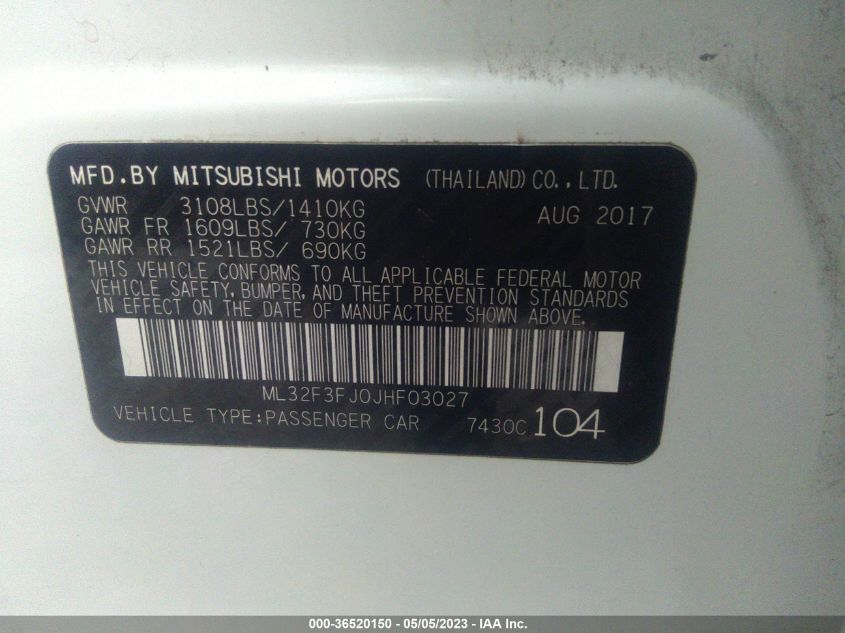 MFD.BY MITSUBISHI MOTORS (THAILAND) CO., LTD.
GVWR 3108LBS/1410KG AUG 2017
GAWR FR 1609LBS/ 730KG
GAWR RR 1521LBS/ 690KG
THIS VEHICLE CONFORMS TO ALL APPLICABLE FEDERAL MOTOR
VEHICLE SAFETY, BUMPER, AND THEFT PREVENTION STANDARDS
IN EFFECT ON THE DATE OF MANUFACTURE SHOWN ABOVE.
ML32F3FJ0JHF03027
VEHICLE TYPE:PASSENGER CAR 7430C 104
000-36520150 - 05/05/2023 - IAA Inc.